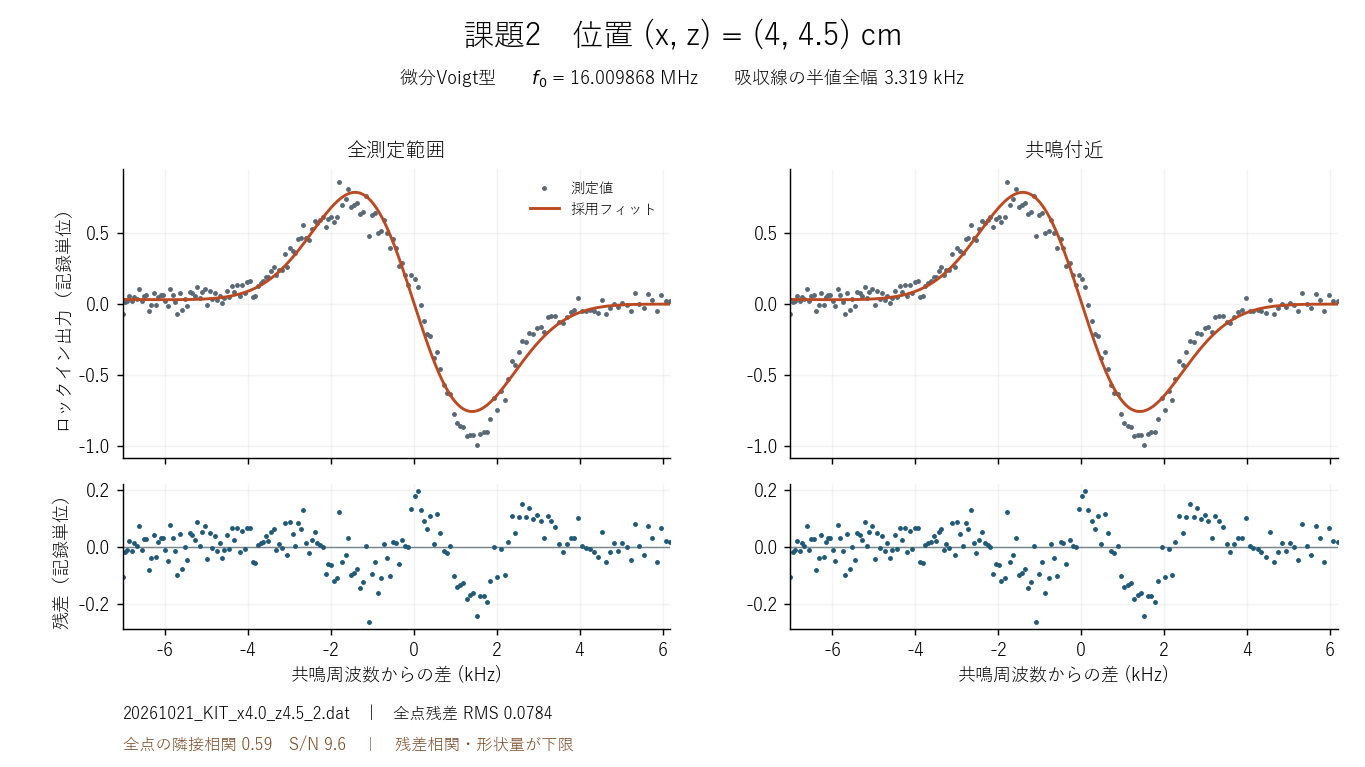 課題2　位置 (x, z) = (4, 4.5) cm
微分Voigt型　f₀ = 16.009868 MHz　吸収線の半値全幅 3.319 kHz
全測定範囲
ロックイン出力（記録単位）
0.5
0.0
-0.5
-1.0
測定値
採用フィット
共鳴付近
0.5
0.0
-0.5
-1.0
残差（記録単位）
0.2
0.0
-0.2
-6 -4 -2 0 2 4 6
共鳴周波数からの差 (kHz)
0.2
0.0
-0.2
-6 -4 -2 0 2 4 6
共鳴周波数からの差 (kHz)
20261021_KIT_x4.0_z4.5_2.dat　|　全点残差 RMS 0.0784
全点の隣接相関 0.59　S/N 9.6　|　残差相関・形状量が下限